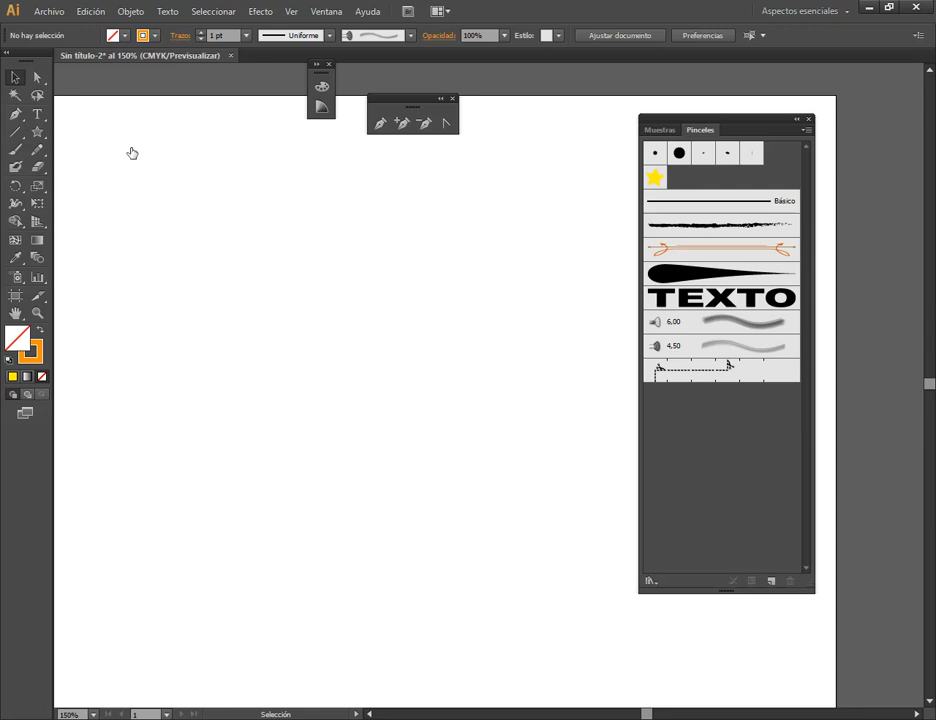 Ai Archivo Edición Objeto Texto Seleccionar Efecto Ver Ventana Ayuda Br Aspectos esenciales
No hay selección Trazo: 1 pt Uniforme Opacidad: 100% Estilo: Ajustar documento Preferencias
Sin título-2* al 150% (CMYK/Previsualizar)
Muestras Pinceles
Básico
TEXTO
6,00
4,50
150% 1 Selección